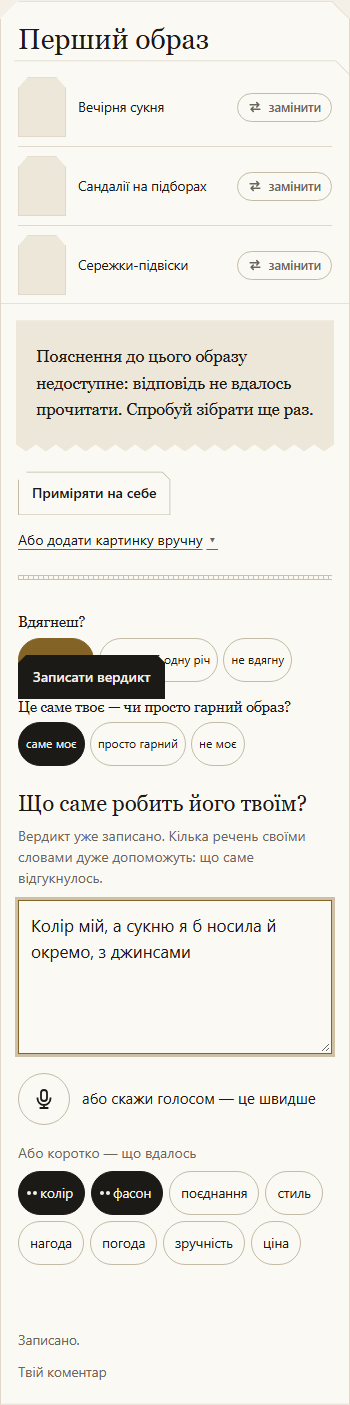 Перший образ
Вечірня сукня
замінити
Сандалії на підборах
замінити
Сережки-підвіски
замінити
Пояснення до цього образу
недоступне: відповідь не вдалось
прочитати. Спробуй зібрати ще раз.
Приміряти на себе
Або додати картинку вручну
Вдягнеш?
одну річ
не вдягну
Записати вердикт
Це саме твоє — чи просто гарний образ?
саме моє
просто гарний
не моє
Що саме робить його твоїм?
Вердикт уже записано. Кілька речень своїми
словами дуже допоможуть: що саме
відгукнулось.
Колір мій, а сукню я б носила й
окремо, з джинсами
або скажи голосом — це швидше
Або коротко — що вдалось
колір
фасон
поєднання
стиль
нагода
погода
зручність
ціна
Записано.
Твій коментар